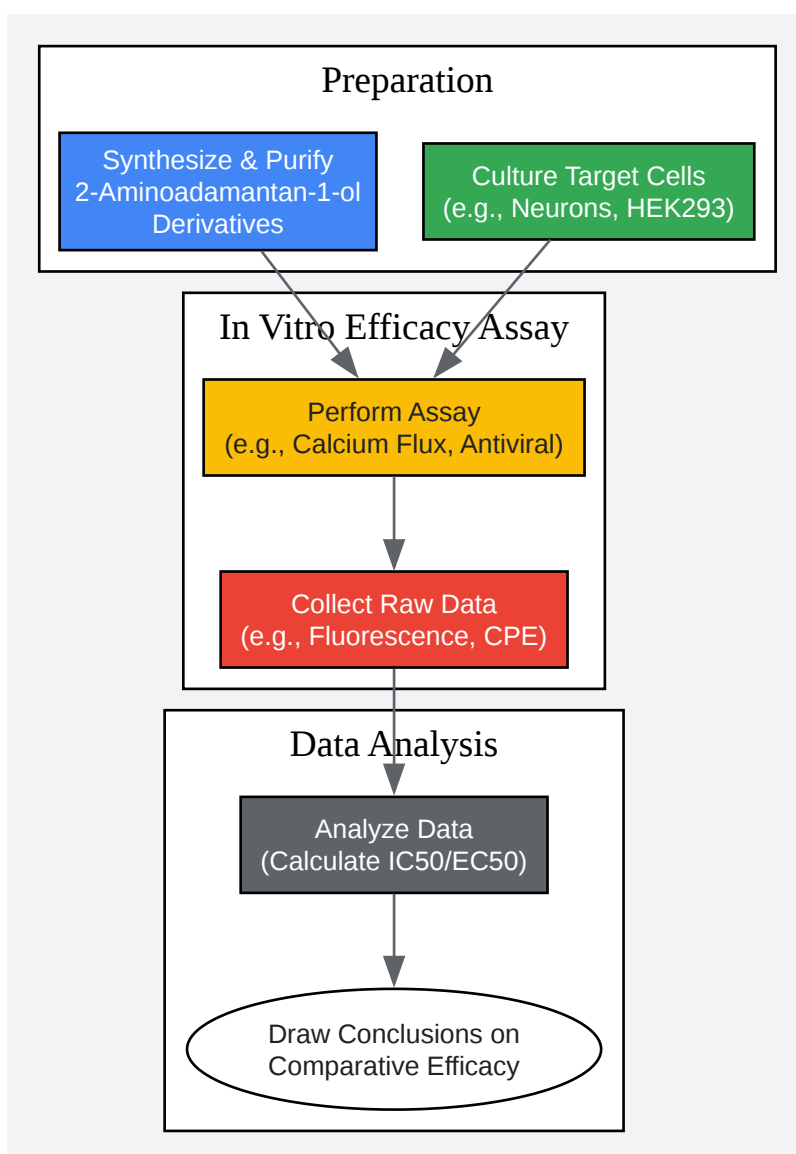 Preparation
Synthesize & Purify
2-Aminoadamantan-1-ol
Derivatives
Culture Target Cells
(e.g., Neurons, HEK293)
In Vitro Efficacy Assay
Perform Assay
(e.g., Calcium Flux, Antiviral)
Collect Raw Data
(e.g., Fluorescence, CPE)
Data Analysis
Analyze Data
(Calculate IC50/EC50)
Draw Conclusions on
Comparative Efficacy